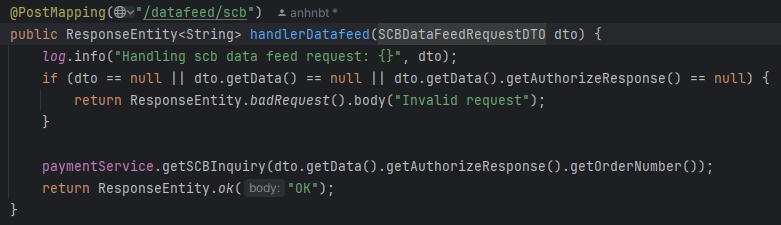 @PostMapping("/datafeed/scb") anhnbt *
public ResponseEntity<String> handlerDatafeed(SCBDataFeedRequestDTO dto) {
    log.info("Handling scb data feed request: {}", dto);
    if (dto == null || dto.getData() == null || dto.getData().getAuthorizeResponse() == null) {
        return ResponseEntity.badRequest().body("Invalid request");
    }
    paymentService.getSCBInquiry(dto.getData().getAuthorizeResponse().getOrderNumber());
    return ResponseEntity.ok( body: "OK");
}